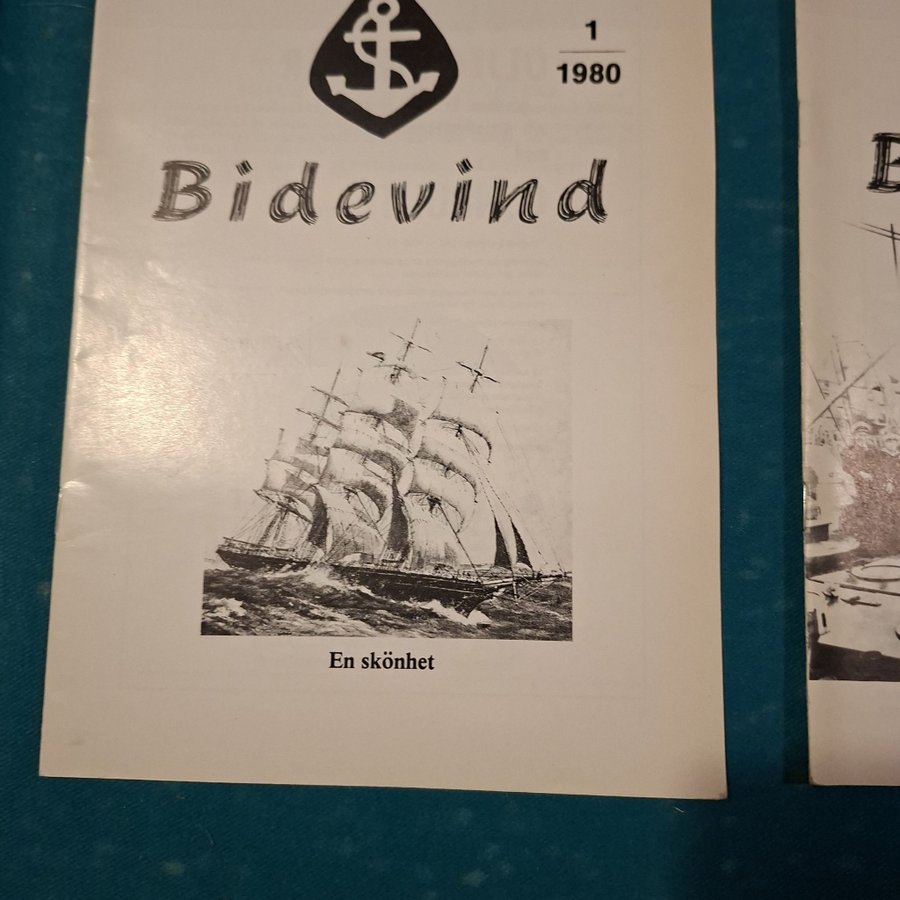 1
1980
Bidevind
B
En skönhet